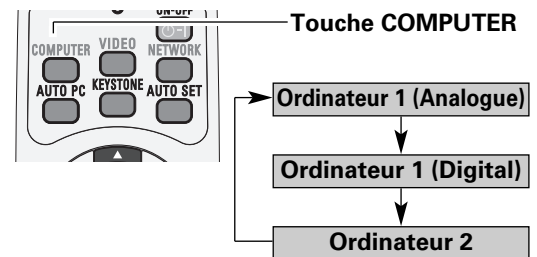 ON-OFF
Touche COMPUTER
COMPUTER VIDEO NETWORK
AUTO PC KEYSTONE AUTO SET
Ordinateur 1 (Analogue)
Ordinateur 1 (Digital)
Ordinateur 2